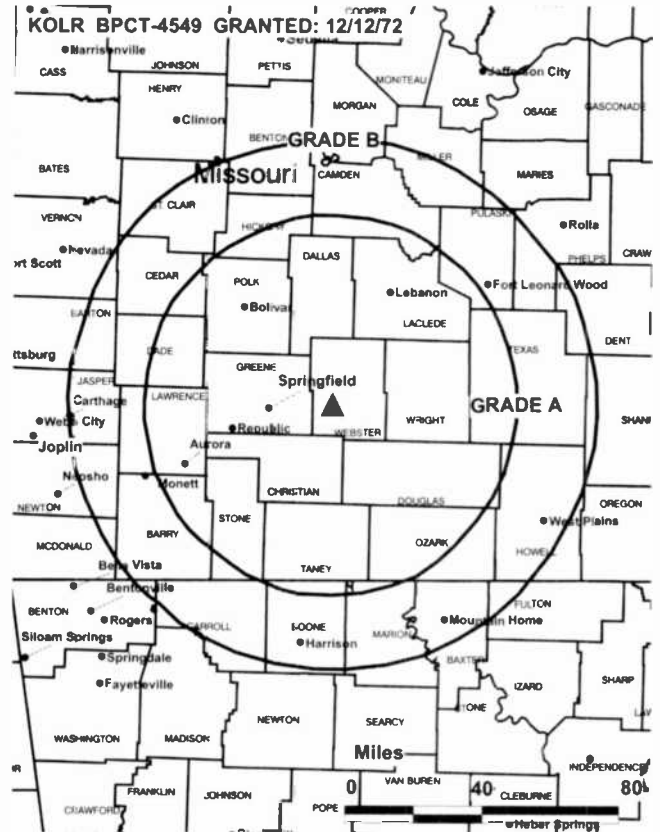 COOPER
KOLR BPCT-4549 GRANTED: 12/12/72
Harrisonville
CASS
JOHNSON
PETTIS
MONITEAU
Jefferson City
HENRY
MORGAN
COLE
OSAGE
GASCONADE
Clinton
BENTON
GRADE B
MILLER
BATES
Missouri
CAMDEN
MARIES
VERNON
ST CLAIR
HICKORY
PULASKI
Rolla
Nevada
DALLAS
PHELPS
CRAW
ort Scott
CEDAR
POLK
Lebanon
Fort Leonard Wood
Bolivar
BARTON
LACLEDE
DENT
ttsburg
DADE
TEXAS
GREENE
JASPER
Springfield
Carthage
LAWRENCE
GRADE A
SHAN
Webb City
Republic
WEBSTER
WRIGHT
Joplin
Aurora
Neosho
Monett
CHRISTIAN
NEWTON
DOUGLAS
OREGON
STONE
West Plains
MCDONALD
BARRY
OZARK
HOWELL
TANEY
Bella Vista
Bentonville
BENTON
Rogers
CARROLL
BOONE
MARION
Mountain Home
FULTON
Siloam Springs
Harrison
Springdale
BAXTER
Fayetteville
IZARD
SHARP
STONE
LAW
NEWTON
SEARCY
WASHINGTON
MADISON
Miles
INDEPENDENCE
VAN BUREN
0 40 80
FRANKLIN
JOHNSON
CLEBURNE
CRAWFORD
POPE
Heber Springs